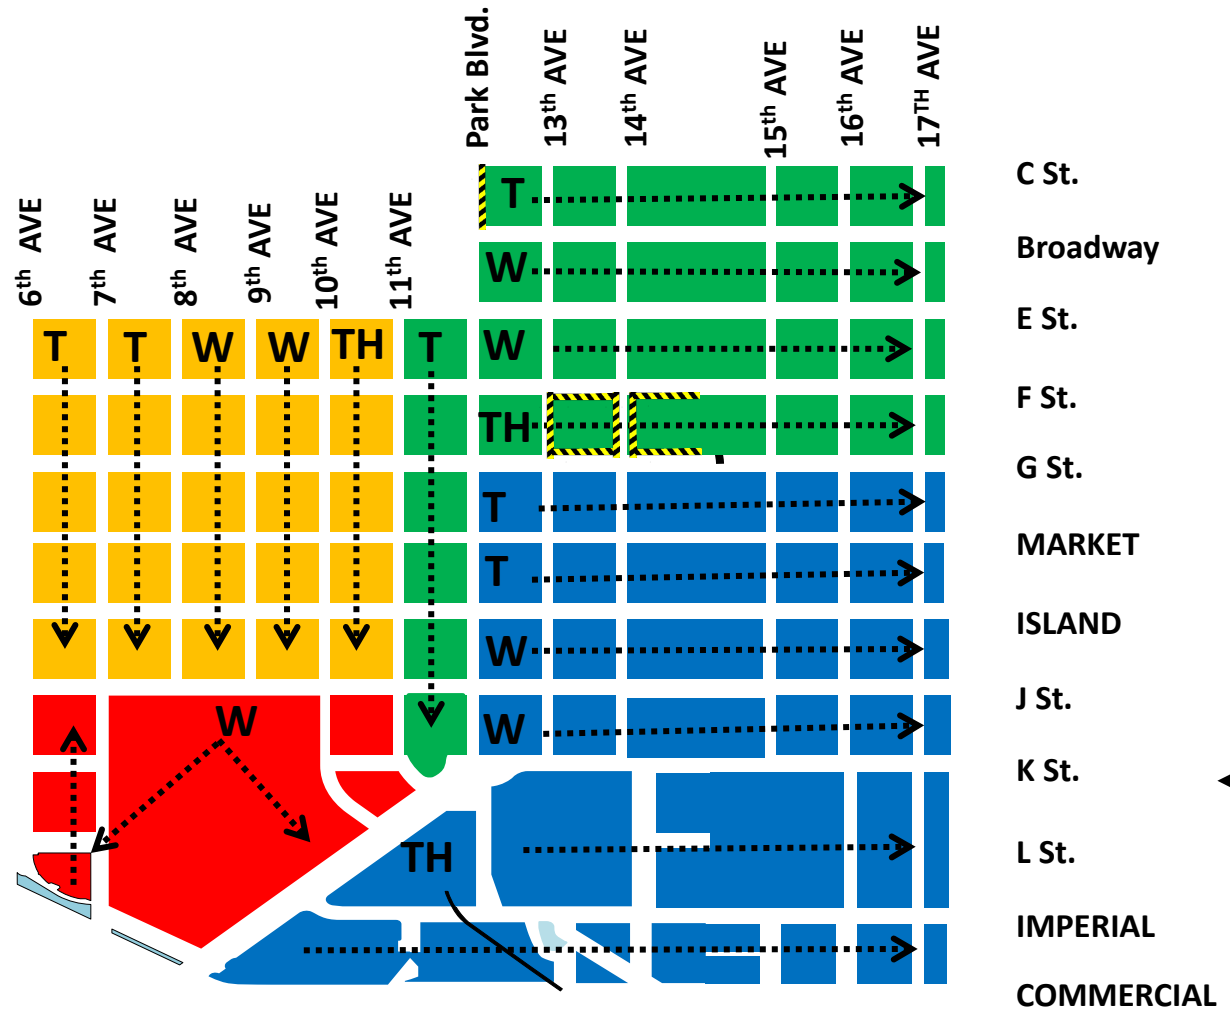 Park Blvd.
13th AVE
14th AVE
15th AVE
16th AVE
17TH AVE
6th AVE
7th AVE
8th AVE
9th AVE
10th AVE
11th AVE
C St.
Broadway
E St.
F St.
G St.
MARKET
ISLAND
J St.
K St.
L St.
IMPERIAL
COMMERCIAL
T
W
T T W W TH T W
TH
T
T
W
W W
TH